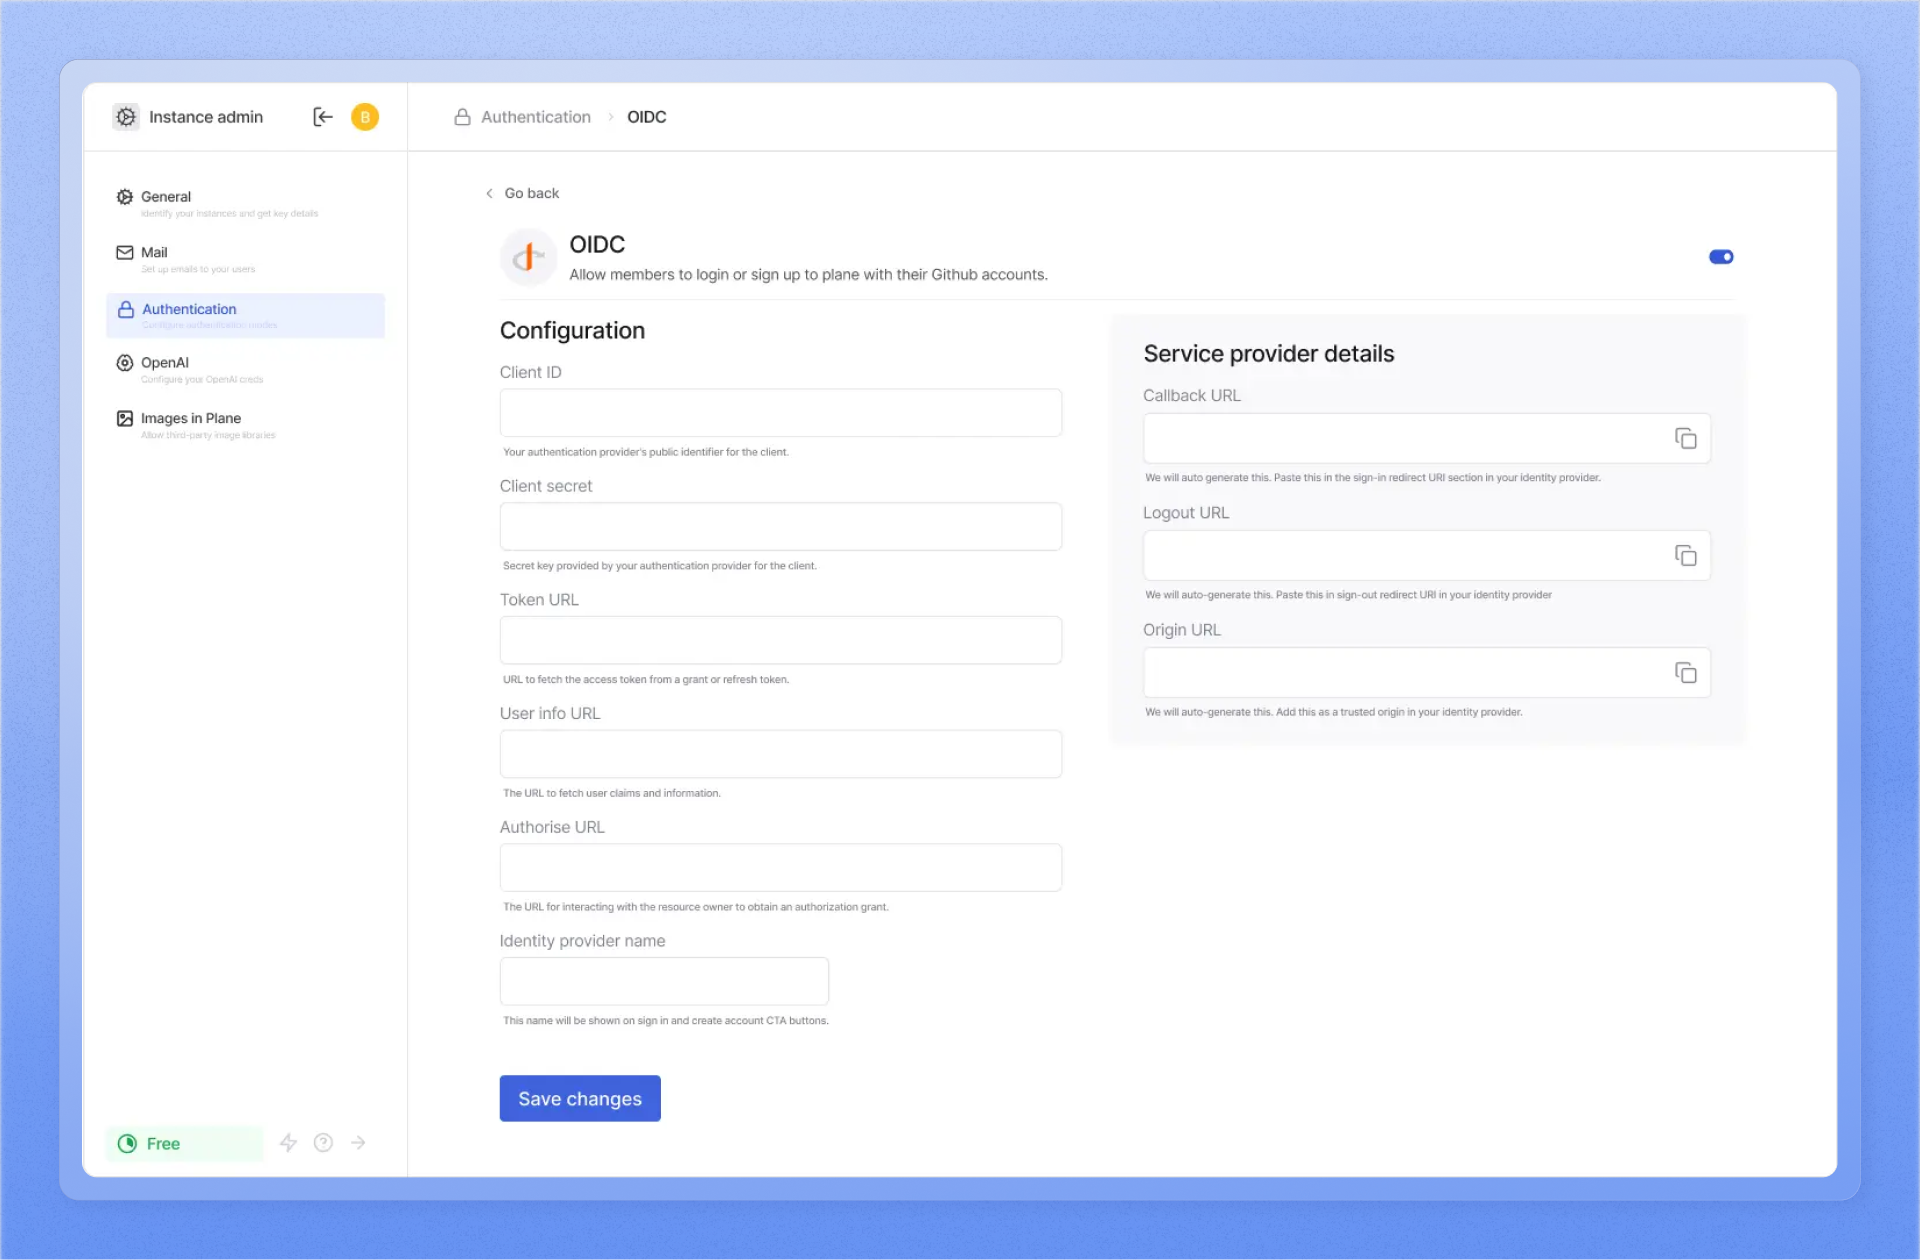 Instance admin
B
Authentication
OIDC
General
Identify your instances and get key details
Mail
Set up emails to your users
Authentication
Configure authentication modes
OpenAI
Configure your OpenAI creds
Images in Plane
Allow third-party image libraries
Free
Go back
OIDC
Allow members to login or sign up to plane with their Github accounts.
Configuration
Client ID
Your authentication provider's public identifier for the client.
Client secret
Secret key provided by your authentication provider for the client.
Token URL
URL to fetch the access token from a grant or refresh token.
User info URL
The URL to fetch user claims and information.
Authorise URL
The URL for interacting with the resource owner to obtain an authorization grant.
Identity provider name
This name will be shown on sign in and create account CTA buttons.
Save changes
Service provider details
Callback URL
We will auto generate this. Paste this in the sign-in redirect URI section in your identity provider.
Logout URL
We will auto-generate this. Paste this in sign-out redirect URI in your identity provider
Origin URL
We will auto-generate this. Add this as a trusted origin in your identity provider.